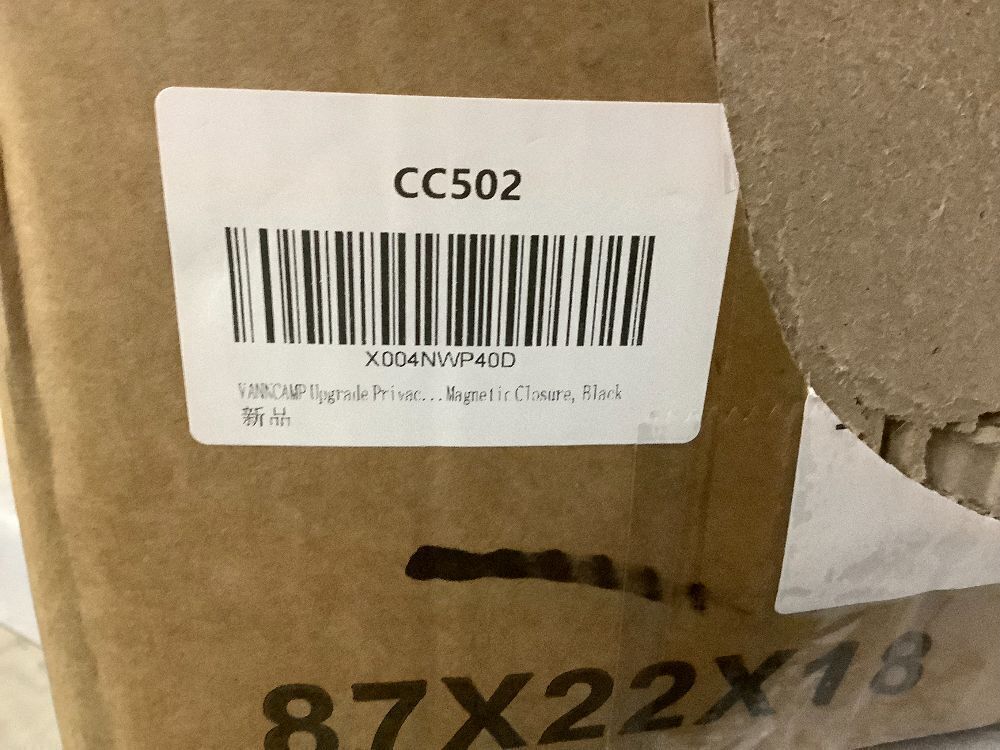 CC502
X004NWP40D
VANNCAMP Upgrade Privac...Magnetic Closure, Black
新品
87X22X18